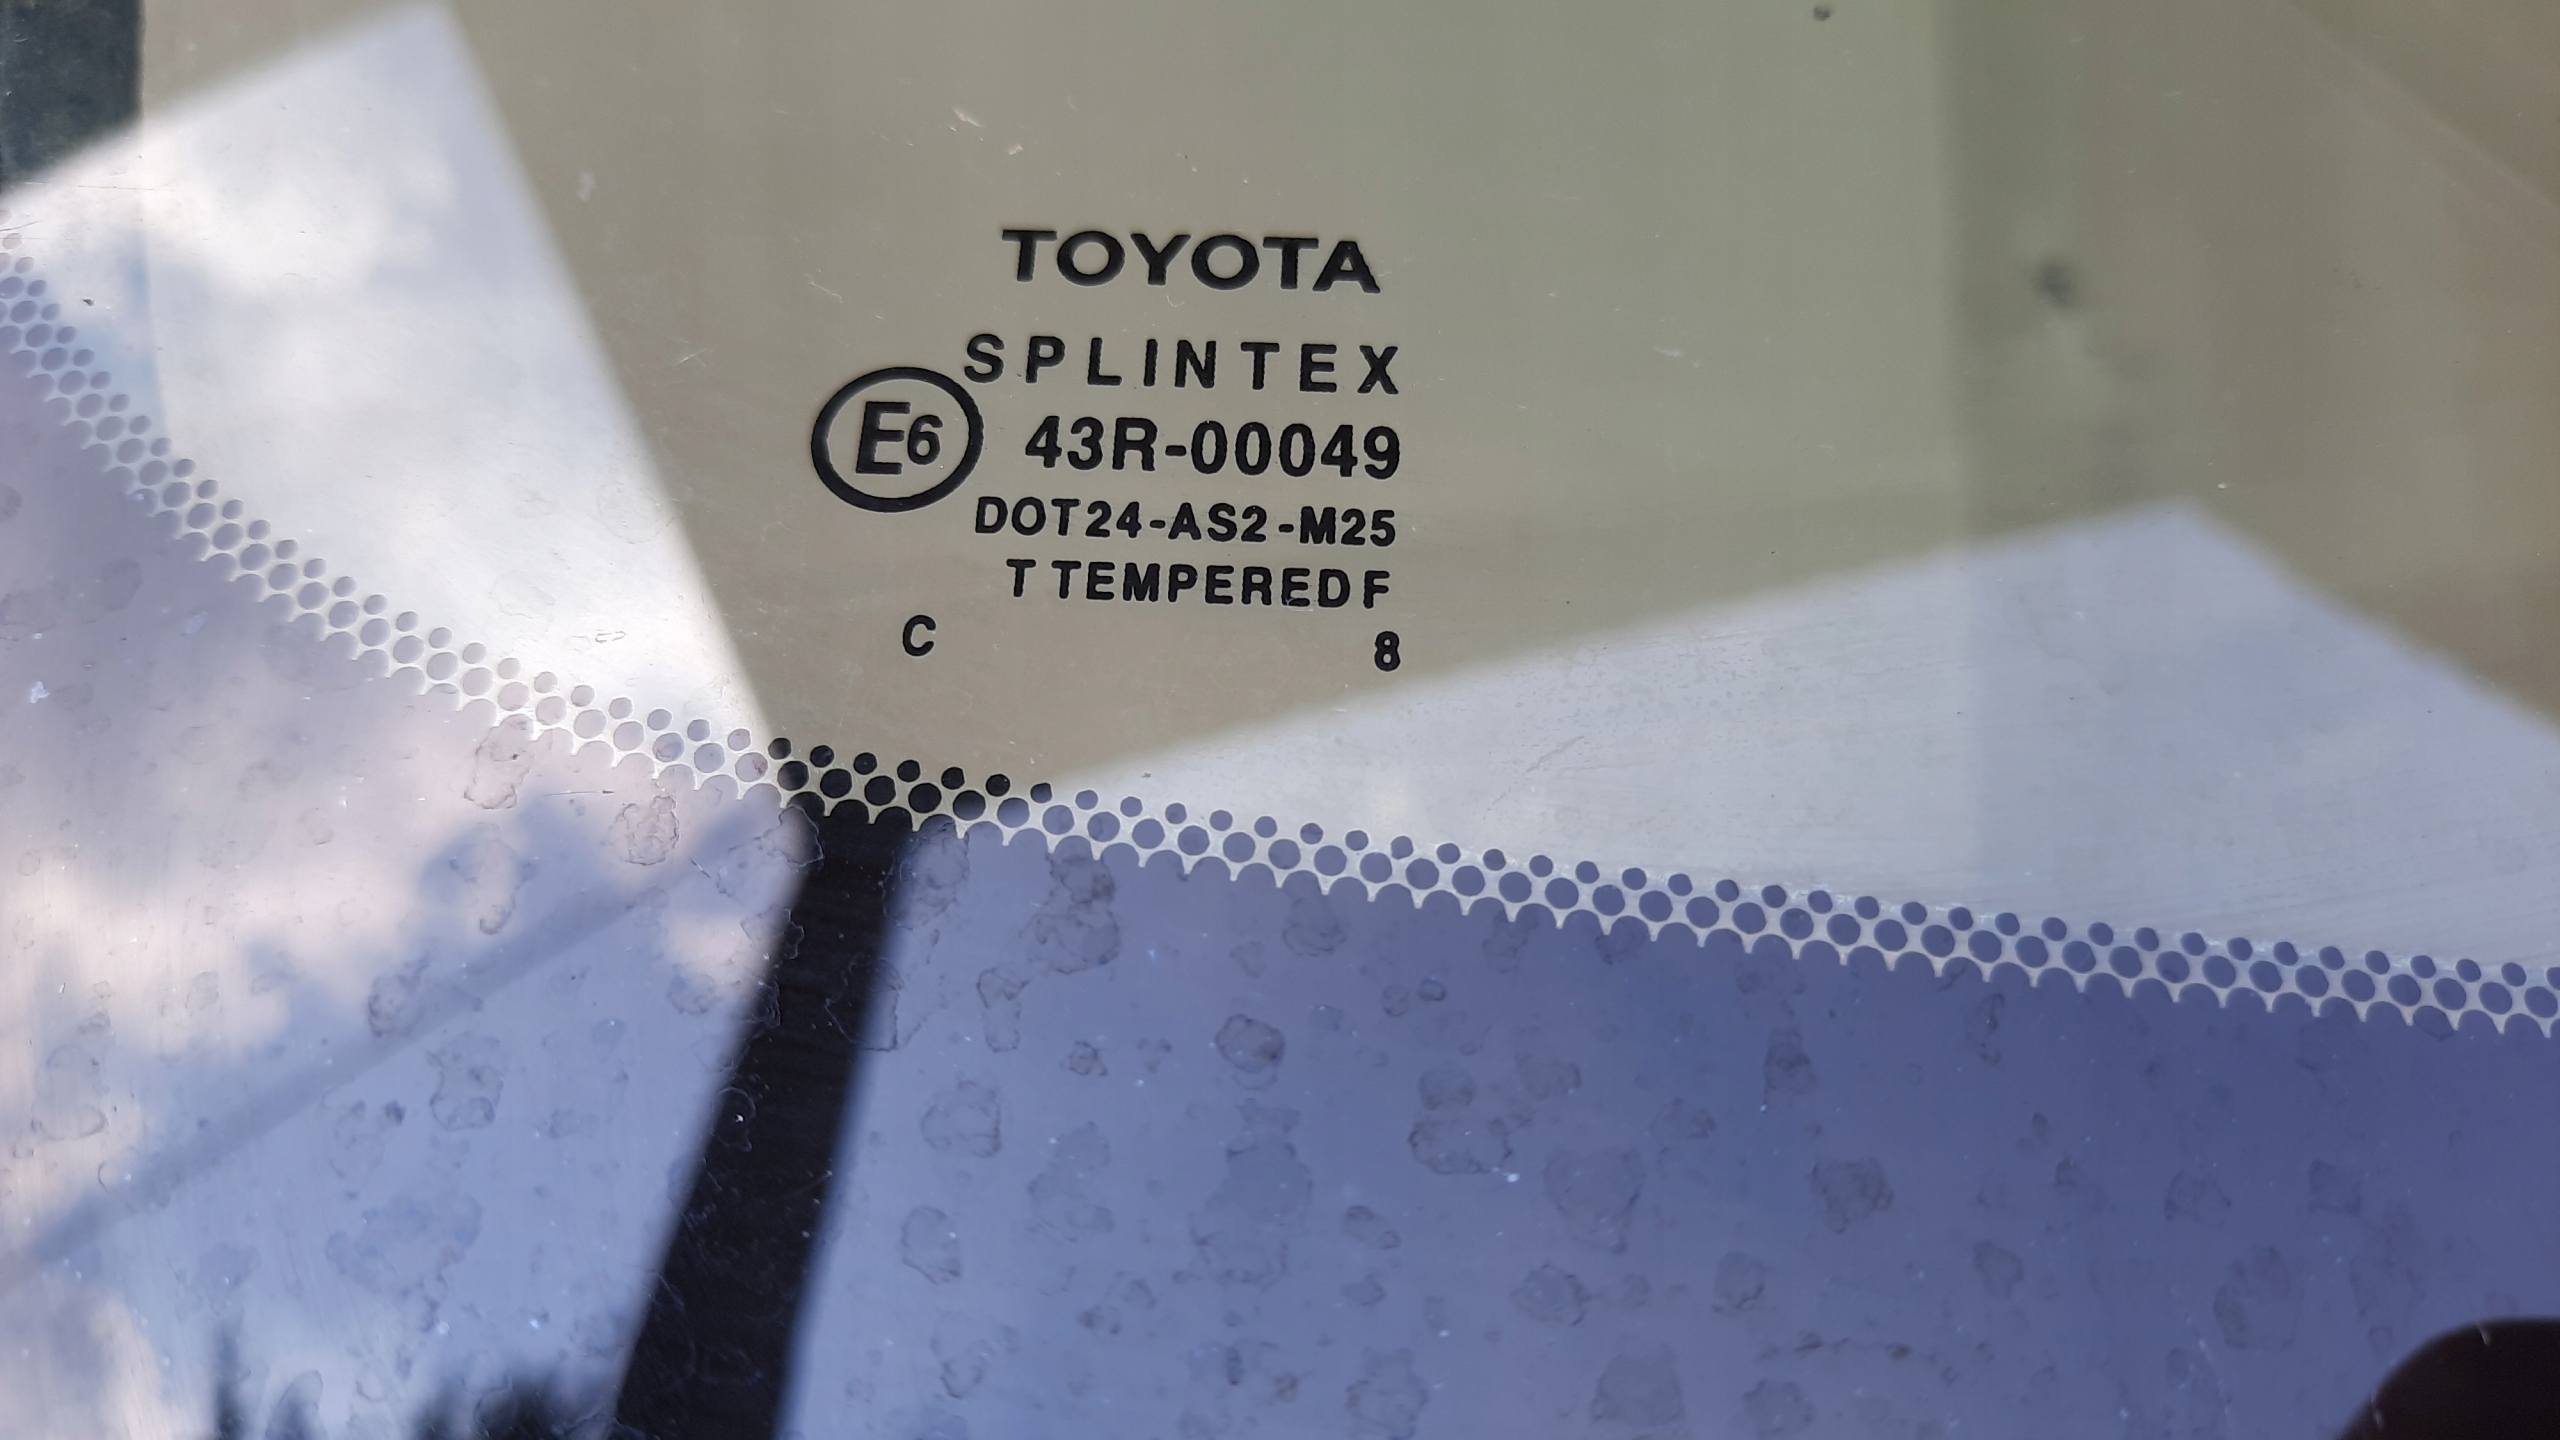 TOYOTA
SPLINTEX
E6 43R-00049
DOT24-AS2-M25
T TEMPERED F
C 8